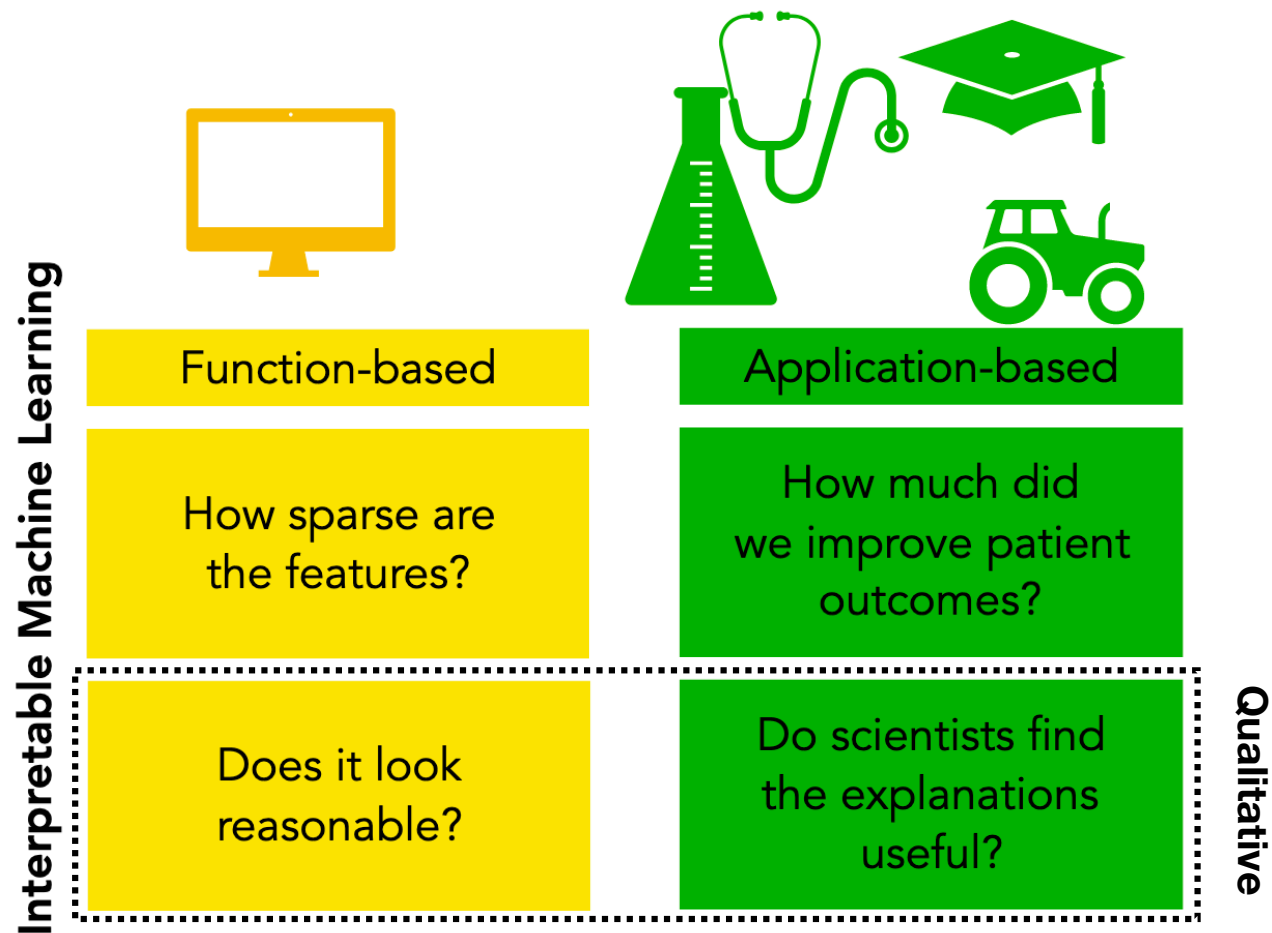 Interpretable Machine Learning
Function-based
Application-based
How sparse are
the features?
How much did
we improve patient
outcomes?
Does it look
reasonable?
Do scientists find
the explanations
useful?
Qualitative